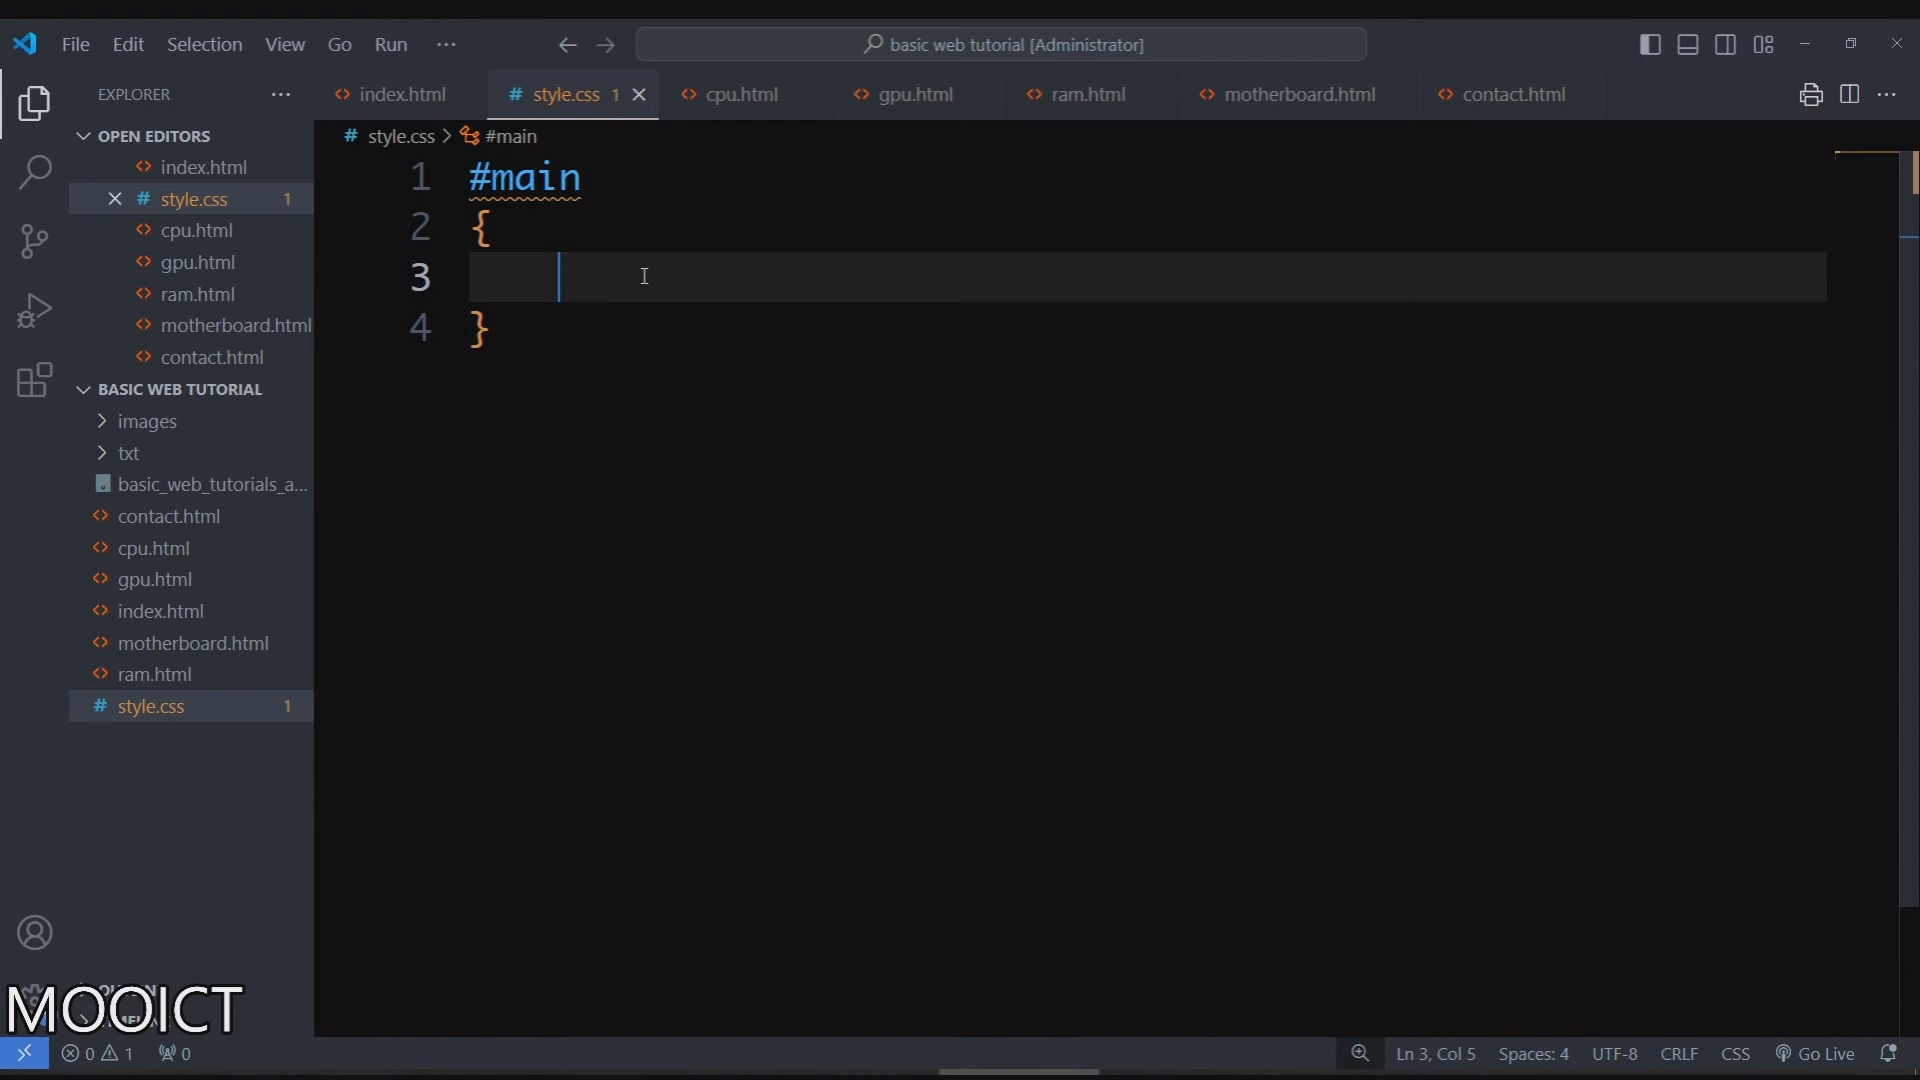 File Edit Selection View Go Run ···
basic web tutorial [Administrator]
EXPLORER ···
index.html
# style.css 1
cpu.html
gpu.html
ram.html
motherboard.html
contact.html
OPEN EDITORS
index.html
# style.css 1
cpu.html
gpu.html
ram.html
motherboard.html
contact.html
BASIC WEB TUTORIAL
images
txt
basic_web_tutorials_a...
contact.html
cpu.html
gpu.html
index.html
motherboard.html
ram.html
# style.css 1
# style.css > #main
1 #main
2 {
3
4 }
MOOICT
0 1 0
Ln 3, Col 5 Spaces: 4 UTF-8 CRLF CSS Go Live